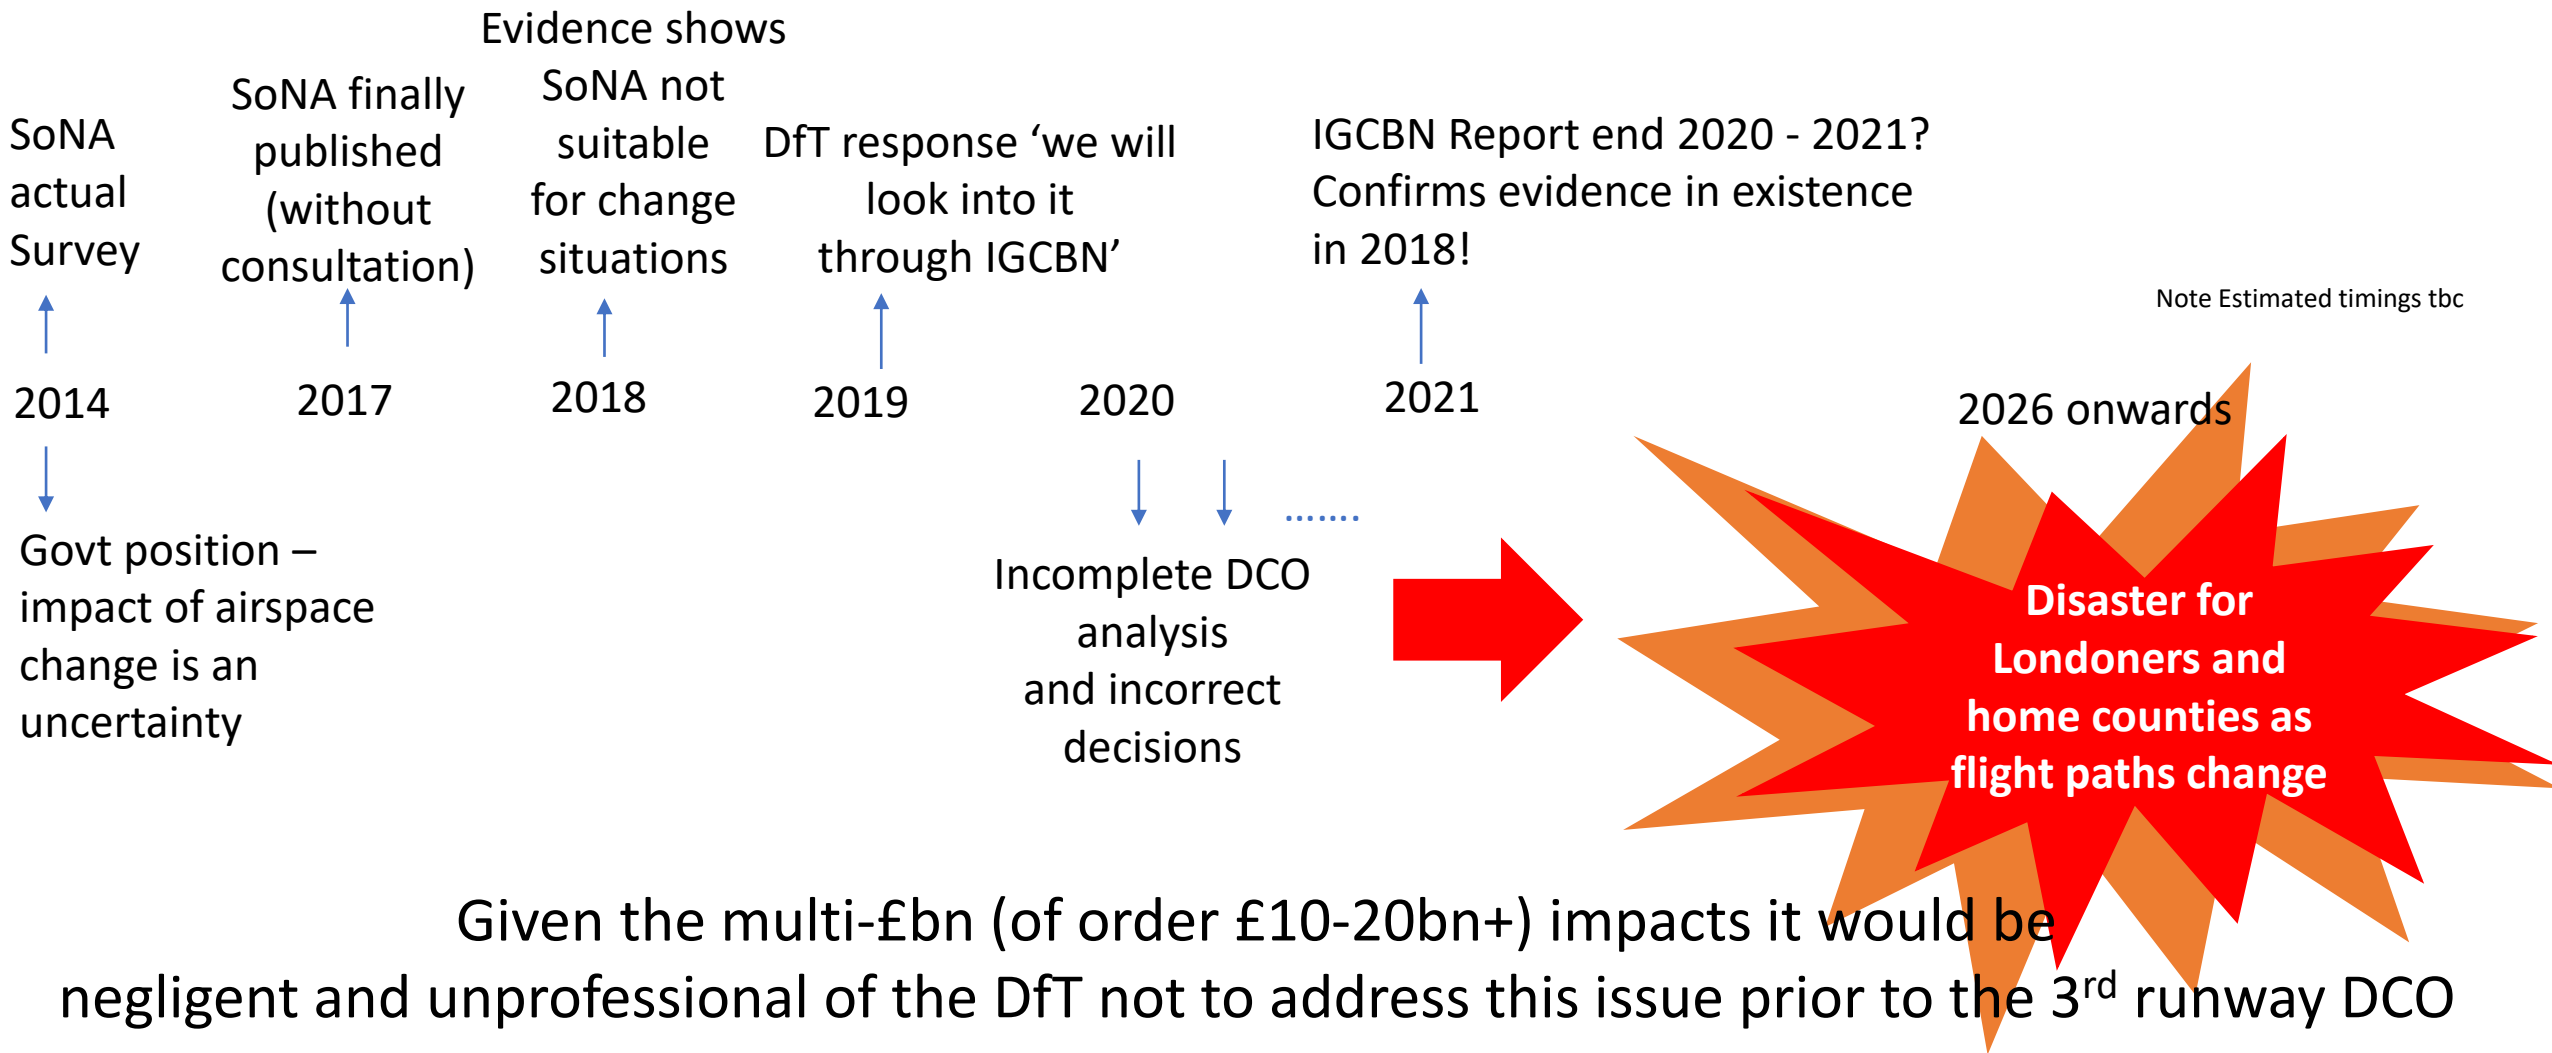 SoNA
actual
Survey
SoNA finally
published
(without
consultation)
Evidence shows
SoNA not
suitable
for change
situations
DfT response ‘we will
look into it
through IGCBN’
IGCBN Report end 2020 - 2021?
Confirms evidence in existence
in 2018!
Note Estimated timings tbc
2014
2017
2018
2019
2020
2021
2026 onwards
Govt position –
impact of airspace
change is an
uncertainty
.......
Incomplete DCO
analysis
and incorrect
decisions
Disaster for
Londoners and
home counties as
flight paths change
Given the multi-£bn (of order £10-20bn+) impacts it would be
negligent and unprofessional of the DfT not to address this issue prior to the 3rd runway DCO